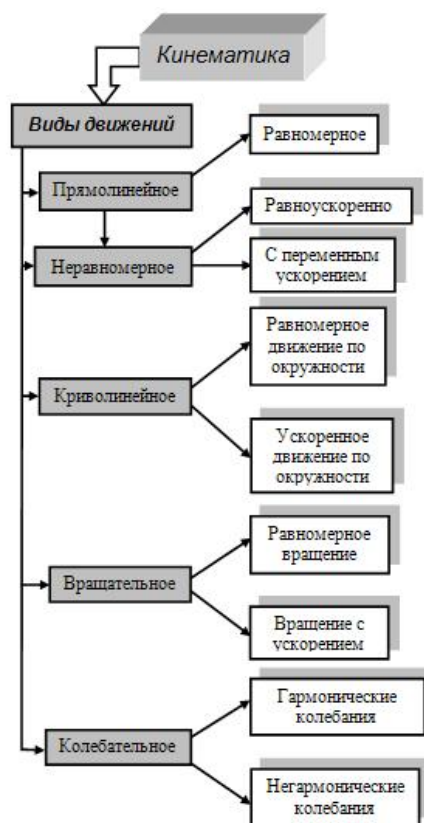 Кинематика
Виды движений
Равномерное
Прямолинейное
Равноускоренно
Неравномерное
С переменным
ускорением
Равномерное
движение по
окружности
Криволинейное
Ускоренное
движение по
окружности
Равномерное
вращение
Вращательное
Вращение с
ускорением
Гармонические
колебания
Колебательное
Негармонические
колебания